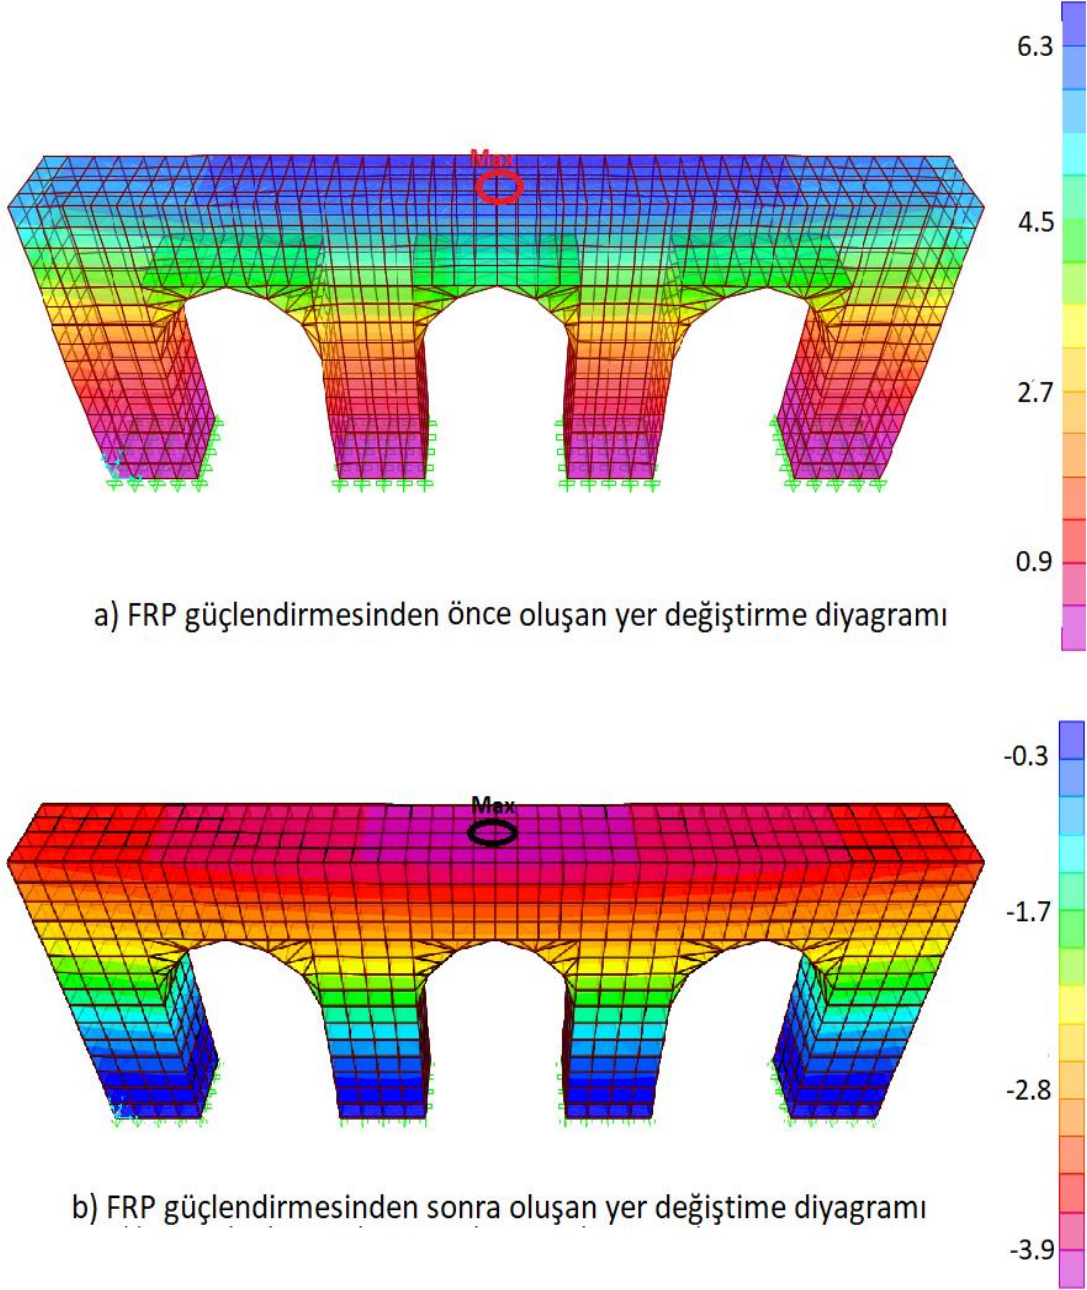 6.3
Max
4.5
2.7
0.9
a) FRP güçlendirmesinden önce oluşan yer değiştirme diyagramı
-0.3
Max
-1.7
-2.8
b) FRP güçlendirmesinden sonra oluşan yer değiştime diyagramı
-3.9